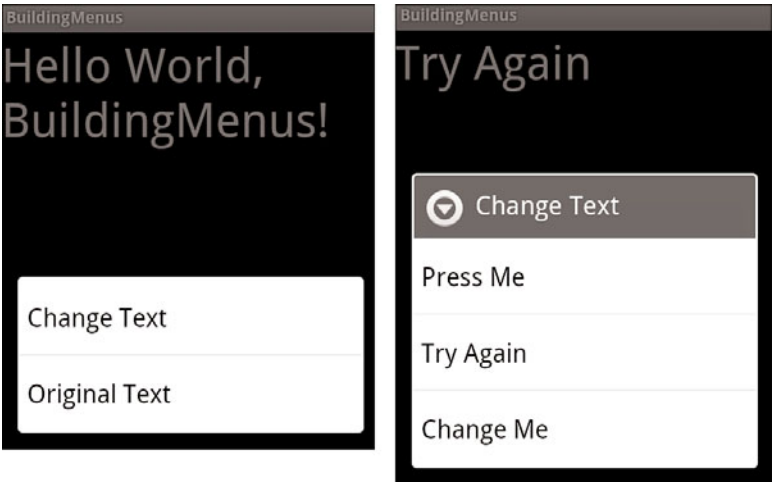 BuildingMenus
Hello World,
BuildingMenus!
Change Text
Original Text
BuildingMenus
Try Again
Change Text
Press Me
Try Again
Change Me